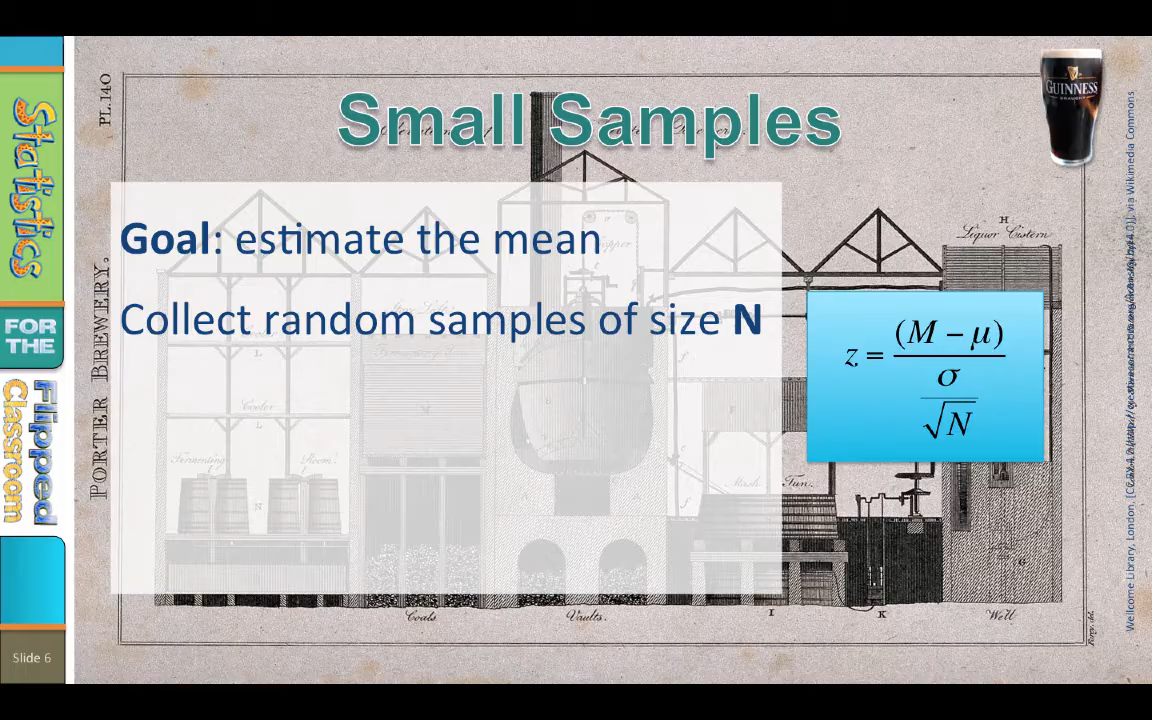 Small Samples
Goal: estimate the mean
Collect random samples of size N
z = (M − μ)
σ
√N
Statistics
FOR
THE
Flipped
Classroom
Slide 6
PL.140
PORTER BREWERY.
GUINNESS
H
Liquor Cistern
Cooler
L
Room
N
Mash Tun.
G
Coals
Vaults.
I
K
Well
Wellcome Library, London,
via Wikimedia Commons